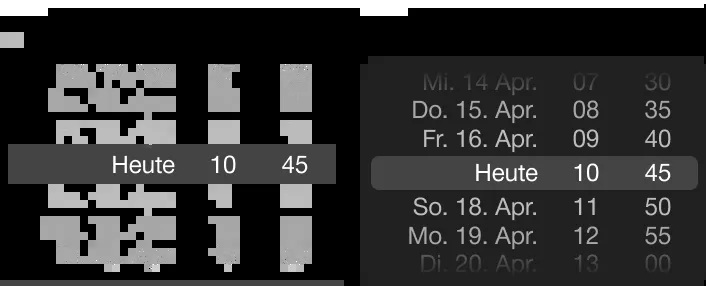 Heute 10 45
Mi. 14 Apr. 07 30
Do. 15. Apr. 08 35
Fr. 16. Apr. 09 40
Heute 10 45
So. 18. Apr. 11 50
Mo. 19. Apr. 12 55
Di. 20. Apr. 13 00